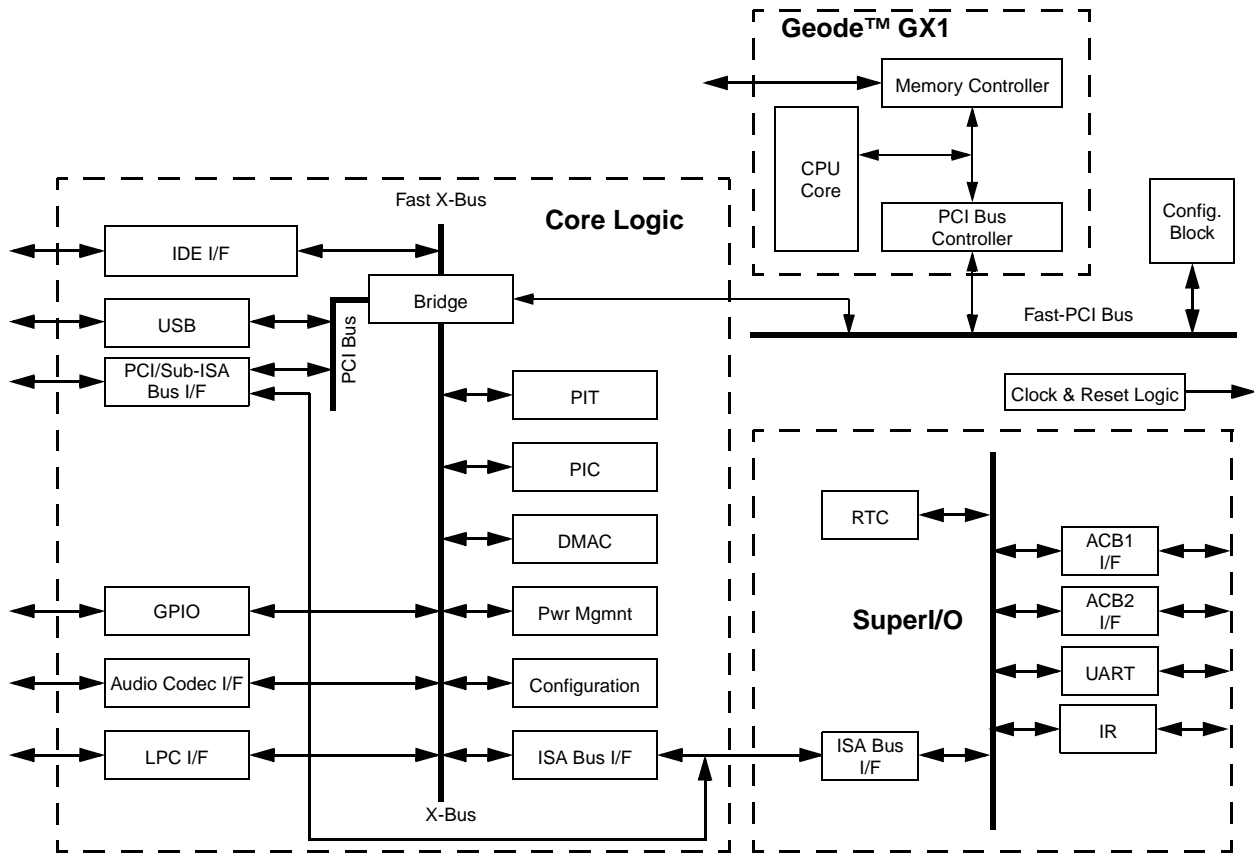 Geode™ GX1
Memory Controller
CPU
Core
PCI Bus
Controller
Config.
Block
Fast-PCI Bus
Clock & Reset Logic
Fast X-Bus
Core Logic
IDE I/F
Bridge
USB
PCI Bus
PCI/Sub-ISA
Bus I/F
PIT
PIC
DMAC
GPIO
Pwr Mgmnt
Audio Codec I/F
Configuration
LPC I/F
ISA Bus I/F
X-Bus
RTC
SuperI/O
ISA Bus
I/F
ACB1
I/F
ACB2
I/F
UART
IR